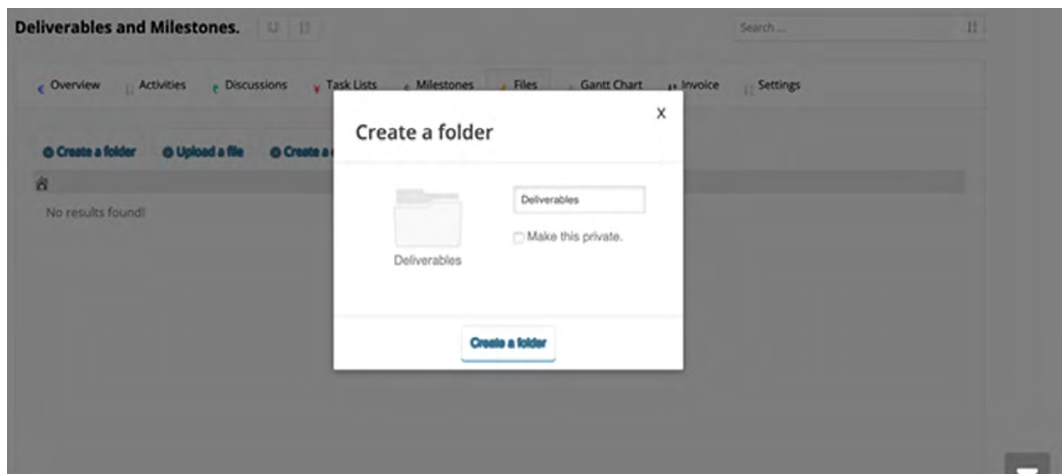 Deliverables and Milestones.
Search ...
Overview Activities Discussions Task Lists Milestones Files Gantt Chart Invoice Settings
Create a folder Upload a file Create a
No results found!
Create a folder
X
Deliverables
Make this private.
Deliverables
Create a folder